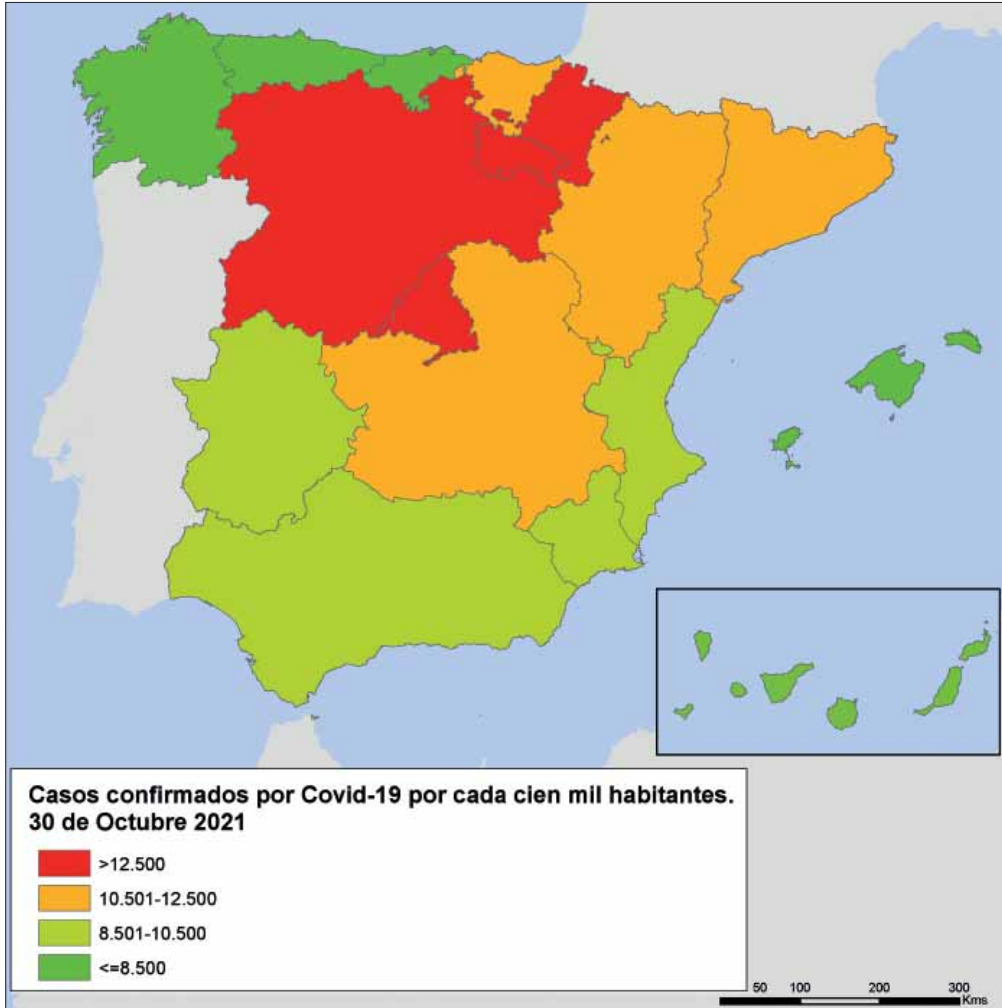 Casos confirmados por Covid-19 por cada cien mil habitantes.
30 de Octubre 2021
>12.500
10.501-12.500
8.501-10.500
<=8.500
50 100 200 300
Kms